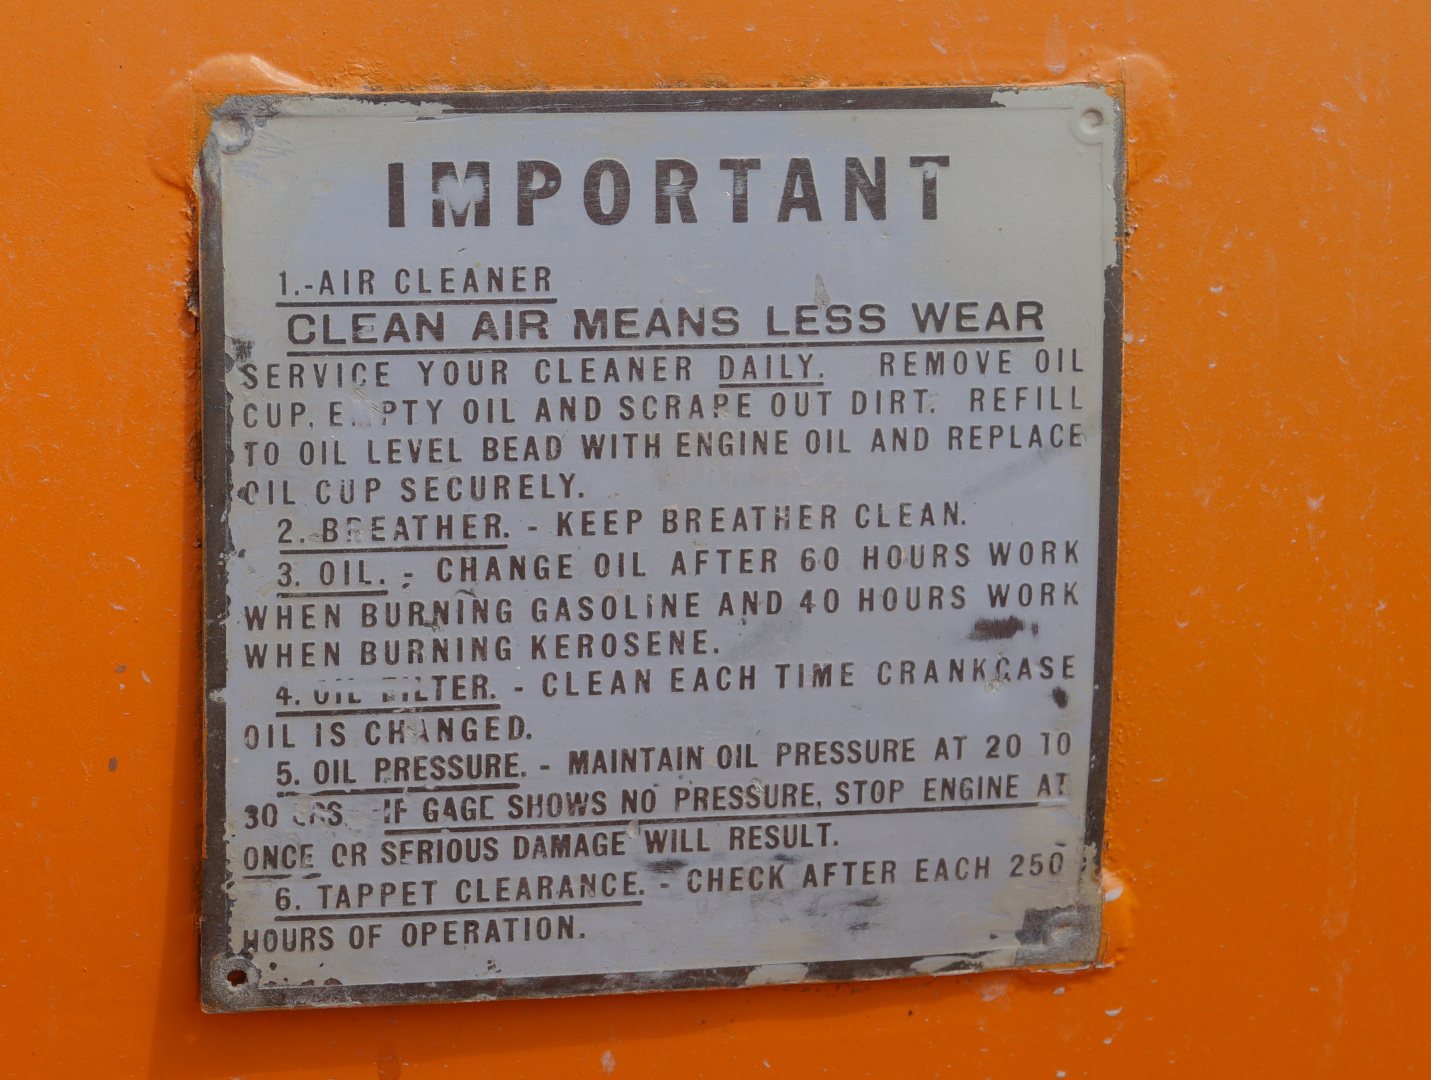 IMPORTANT
1.-AIR CLEANER
CLEAN AIR MEANS LESS WEAR
SERVICE YOUR CLEANER DAILY. REMOVE OIL
CUP, EMPTY OIL AND SCRAPE OUT DIRT. REFILL
TO OIL LEVEL BEAD WITH ENGINE OIL AND REPLACE
OIL CUP SECURELY.
2. BREATHER. - KEEP BREATHER CLEAN.
3. OIL. - CHANGE OIL AFTER 60 HOURS WORK
WHEN BURNING GASOLINE AND 40 HOURS WORK
WHEN BURNING KEROSENE.
4. OIL FILTER. - CLEAN EACH TIME CRANKCASE
OIL IS CHANGED.
5. OIL PRESSURE. - MAINTAIN OIL PRESSURE AT 20 TO
30 IF GAGE SHOWS NO PRESSURE, STOP ENGINE AT
ONCE OR SERIOUS DAMAGE WILL RESULT.
6. TAPPET CLEARANCE. - CHECK AFTER EACH 250
HOURS OF OPERATION.